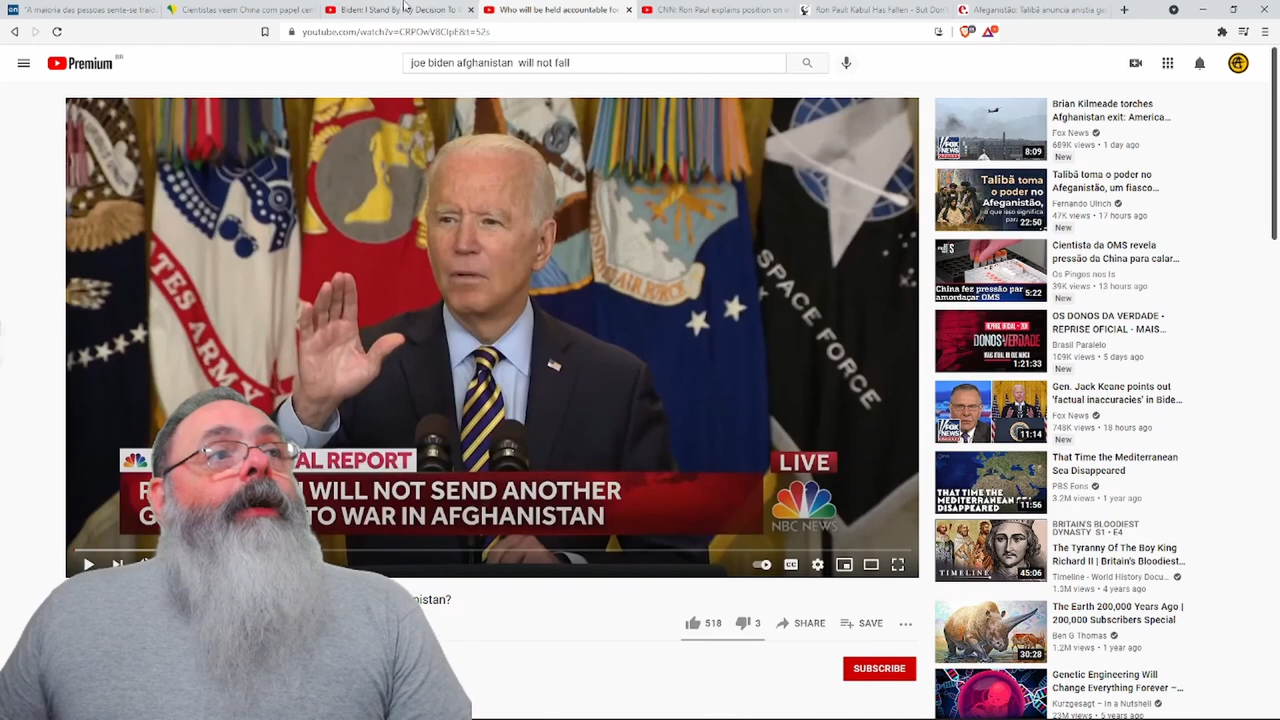 "A maioria das pessoas sente-se traíd
Cientistas veem China com papel cen
Biden: I Stand By My Decision To
Who will be held accountable fo
CNN: Ron Paul explains position on w
Ron Paul: Kabul Has Fallen - But Don't
Afeganistão: Talibã anuncia anistia ge
youtube.com/watch?v=CRPOwV8ClpE&t=52s
Premium
BR
joe biden afghanistan will not fall
TES ARM
SPACE FORCE
AL REPORT
LIVE
WILL NOT SEND ANOTHER
TO WAR IN AFGHANISTAN
NBC NEWS
nistan?
518
3
SHARE
SAVE
SUBSCRIBE
8:09
Brian Kilmeade torches
Afghanistan exit: America...
Fox News
689K views • 1 day ago
New
Talibã toma
o poder no
Afeganistão,
o que isso significa
22:50
Talibã toma o poder no
Afeganistão, um fiasco...
Fernando Ulrich
47K views • 17 hours ago
New
China fez pressão par
amordaçar OMS
5:22
Cientista da OMS revela
pressão da China para calar...
Os Pingos nos Is
39K views • 13 hours ago
New
DONOS VERDADE
1:21:33
OS DONOS DA VERDADE -
REPRISE OFICIAL - MAIS...
Brasil Paralelo
109K views • 5 days ago
New
11:14
Gen. Jack Keane points out
'factual inaccuracies' in Bide...
Fox News
748K views • 18 hours ago
New
THAT TIME THE
MEDITERRANEAN
11:56
That Time the Mediterranean
Sea Disappeared
PBS Eons
3.2M views • 1 year ago
TIMELINE
45:06
BRITAIN'S BLOODIEST
DYNASTY S1 • E4
The Tyranny Of The Boy King
Richard II | Britain's Bloodiest...
Timeline - World History Docu...
1.3M views • 4 years ago
30:28
The Earth 200,000 Years Ago |
200,000 Subscribers Special
Ben G Thomas
1.2M views • 1 year ago
Genetic Engineering Will
Change Everything Forever –...
Kurzgesagt – In a Nutshell
23M views • 5 years ago